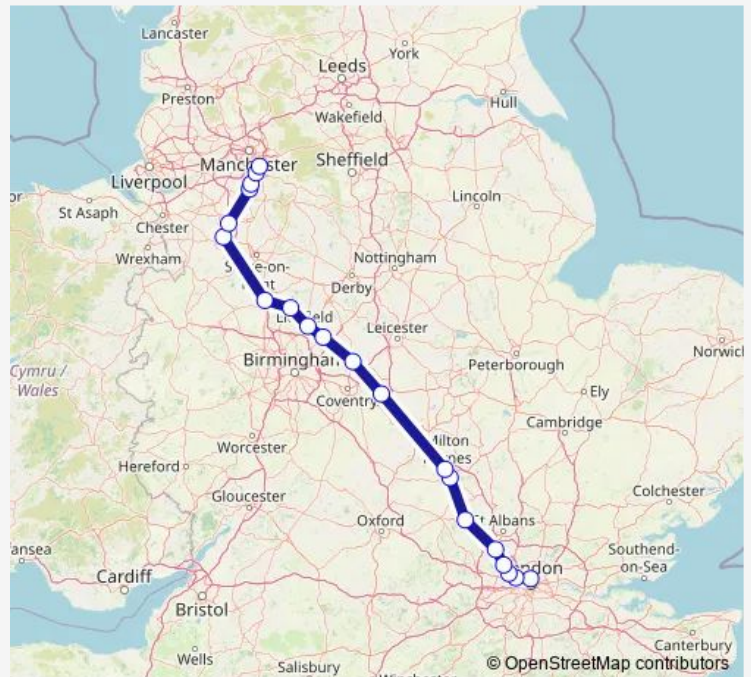 Lancaster
York
Leeds
Preston
Hull
Wakefield
Manchester
Sheffield
Liverpool
or
St Asaph
Lincoln
Chester
Wrexham
Nottingham
Derby
Leicester
Birmingham
Peterborough
Norwich
Cymru /
Wales
Coventry
Ely
Cambridge
Worcester
Hereford
Gloucester
Colchester
Oxford
St Albans
ansea
Southend-
on-Sea
Cardiff
Bristol
Wells
Canterbury
Salisbury
© OpenStreetMap contributors